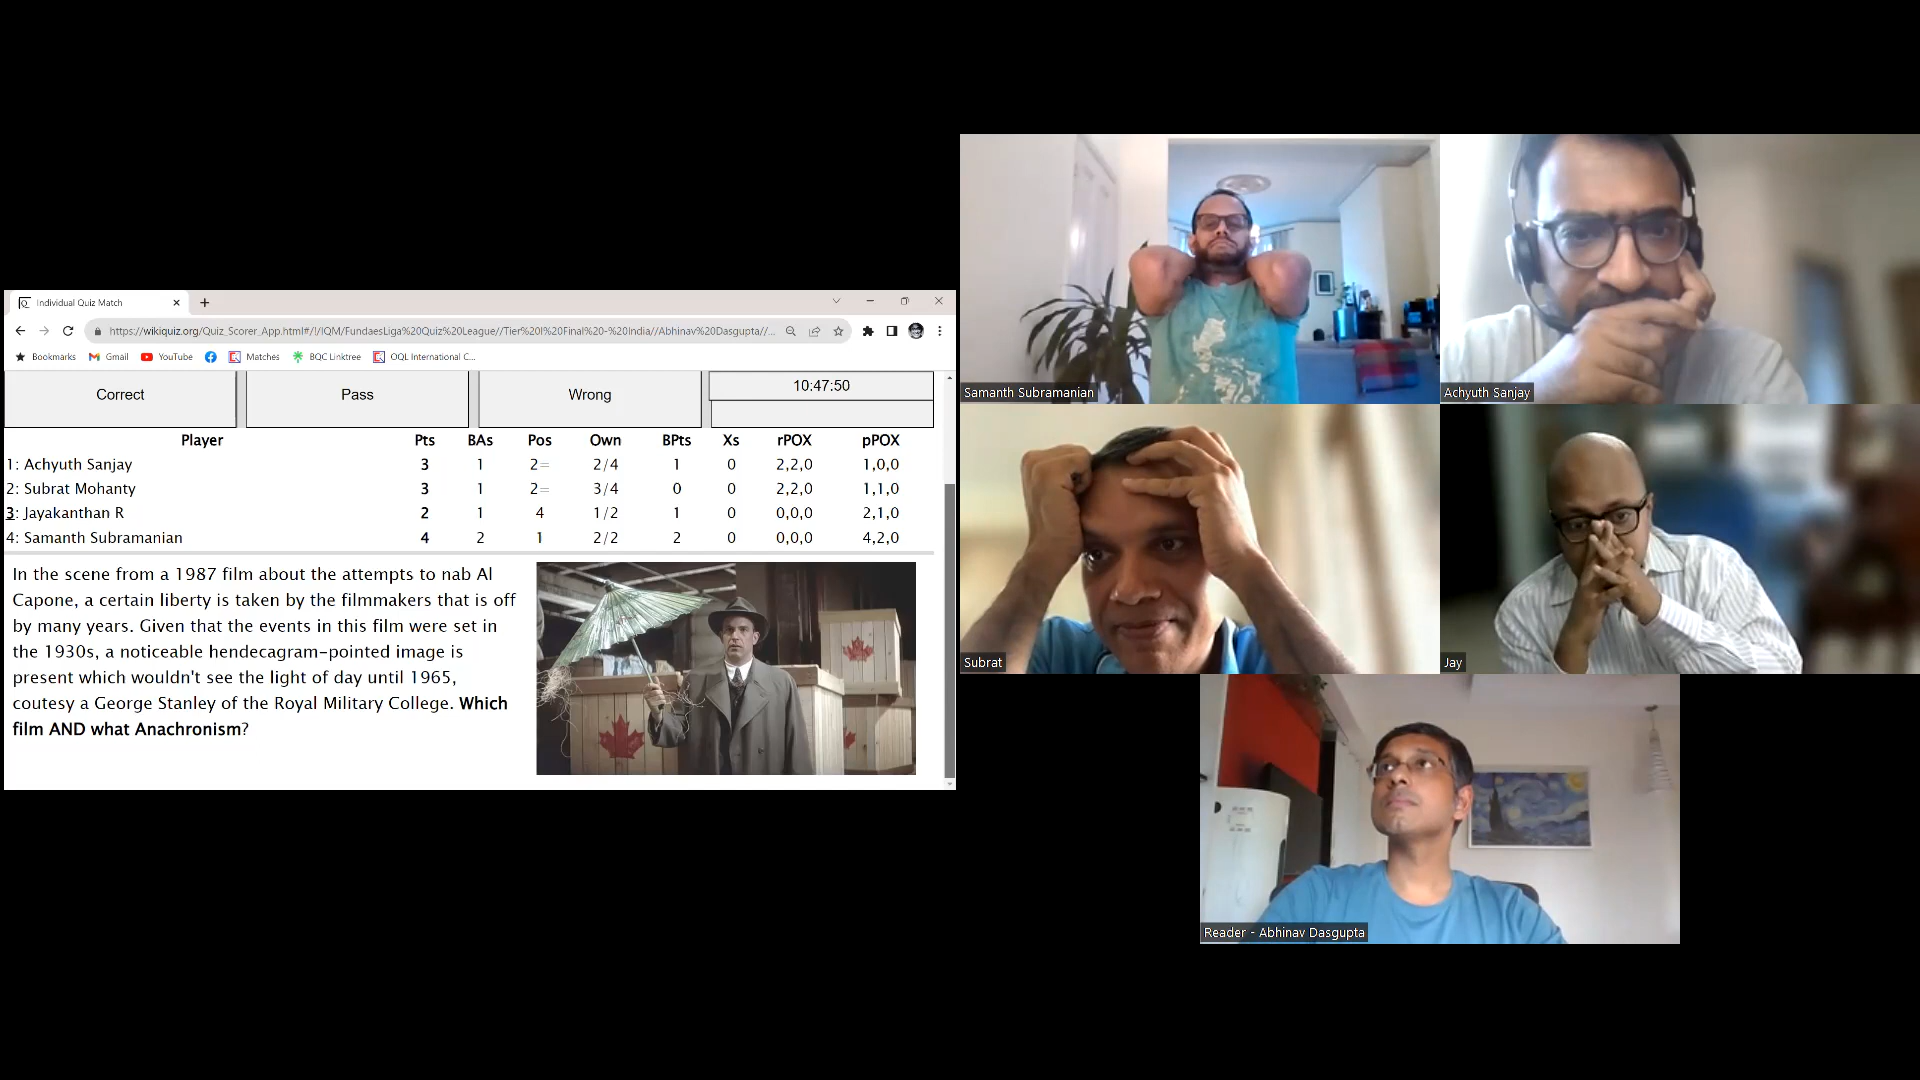 Individual Quiz Match
https://wikiquiz.org/Quiz_Scorer_App.html#/!/IQM/FundaesLiga%20Quiz%20League//Tier%20I%20Final%20-%20India//Abhinav%20Dasgupta//...
Bookmarks Gmail YouTube Matches BQC Linktree OQL International C...
Correct Pass Wrong 10:47:50
Player Pts BAs Pos Own BPts Xs rPOX pPOX
1: Achyuth Sanjay 3 1 2= 2/4 1 0 2,2,0 1,0,0
2: Subrat Mohanty 3 1 2= 3/4 0 0 2,2,0 1,1,0
3: Jayakanthan R 2 1 4 1/2 1 0 0,0,0 2,1,0
4: Samanth Subramanian 4 2 1 2/2 2 0 0,0,0 4,2,0
In the scene from a 1987 film about the attempts to nab Al
Capone, a certain liberty is taken by the filmmakers that is off
by many years. Given that the events in this film were set in
the 1930s, a noticeable hendecagram-pointed image is
present which wouldn't see the light of day until 1965,
coutesy a George Stanley of the Royal Military College. Which
film AND what Anachronism?
Samanth Subramanian
Achyuth Sanjay
Subrat
Jay
Reader - Abhinav Dasgupta